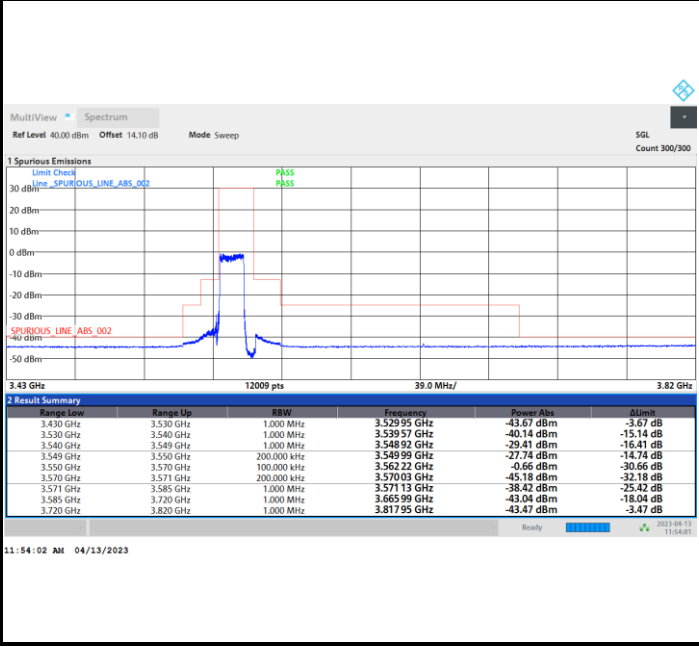 MultiView Spectrum
Ref Level 40.00 dBm Offset 14.10 dB Mode Sweep SGL
Count 300/300
1 Spurious Emissions
Limit Check PASS
Line _SPURIOUS_LINE_ABS_002 PASS
30 dBm
20 dBm
10 dBm
0 dBm
-10 dBm
-20 dBm
-30 dBm
_SPURIOUS_LINE_ABS_002
-40 dBm
-50 dBm
3.43 GHz 12009 pts 39.0 MHz/ 3.82 GHz
2 Result Summary
Range Low Range Up RBW Frequency Power Abs ΔLimit
3.430 GHz 3.530 GHz 1.000 MHz 3.529 95 GHz -43.67 dBm -3.67 dB
3.530 GHz 3.540 GHz 1.000 MHz 3.539 57 GHz -40.14 dBm -15.14 dB
3.540 GHz 3.549 GHz 1.000 MHz 3.548 92 GHz -29.41 dBm -16.41 dB
3.549 GHz 3.550 GHz 200.000 kHz 3.549 99 GHz -27.74 dBm -14.74 dB
3.550 GHz 3.570 GHz 100.000 kHz 3.562 22 GHz -0.66 dBm -30.66 dB
3.570 GHz 3.571 GHz 200.000 kHz 3.570 03 GHz -45.18 dBm -32.18 dB
3.571 GHz 3.585 GHz 1.000 MHz 3.571 13 GHz -38.42 dBm -25.42 dB
3.585 GHz 3.720 GHz 1.000 MHz 3.665 99 GHz -43.04 dBm -18.04 dB
3.720 GHz 3.820 GHz 1.000 MHz 3.817 95 GHz -43.47 dBm -3.47 dB
Ready 2023-04-13
11:54:01
11:54:02 AM 04/13/2023